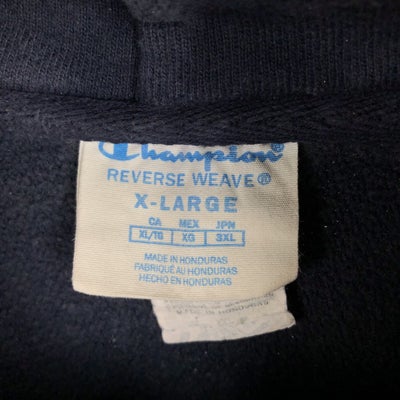 Champion
REVERSE WEAVE®
X-LARGE
CA MEX JPN
XL/TG XG 3XL
MADE IN HONDURAS
FABRIQUÉ AU HONDURAS
HECHO EN HONDURAS